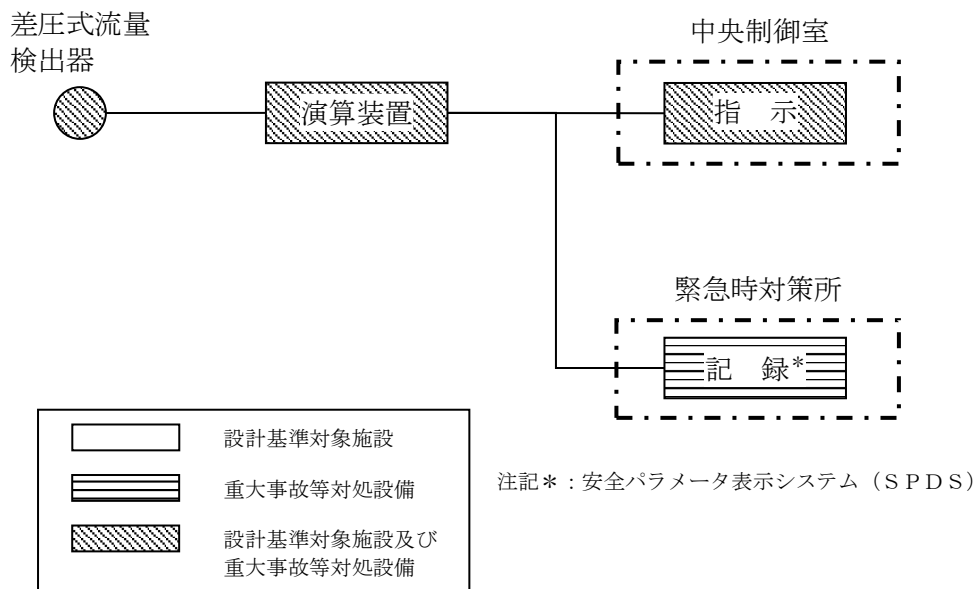 差圧式流量
検出器
中央制御室
演算装置
指　示
緊急時対策所
記　録*
設計基準対象施設
重大事故等対処設備
設計基準対象施設及び
重大事故等対処設備
注記＊：安全パラメータ表示システム（ＳＰＤＳ）